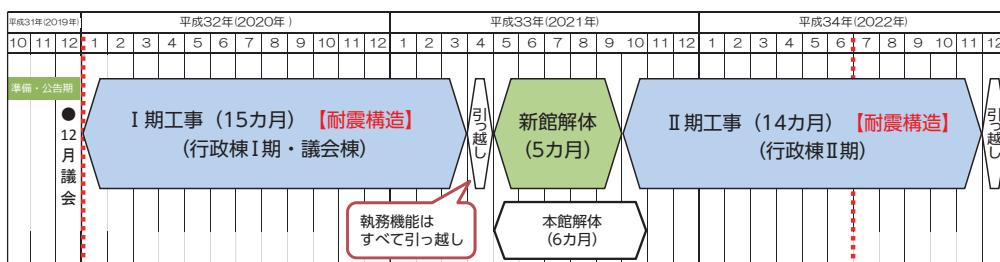 平成31年(2019年) 平成32年(2020年) 平成33年(2021年) 平成34年(2022年)
10 11 12 1 2 3 4 5 6 7 8 9 10 11 12 1 2 3 4 5 6 7 8 9 10 11 12 1 2 3 4 5 6 7 8 9 10 11 12
準備・公告期
●12月議会
Ⅰ期工事（15カ月）【耐震構造】
(行政棟Ⅰ期・議会棟)
引っ越し
新館解体
(5カ月)
Ⅱ期工事（14カ月）【耐震構造】
(行政棟Ⅱ期)
引っ越し
執務機能は
すべて引っ越し
本館解体
(6カ月)